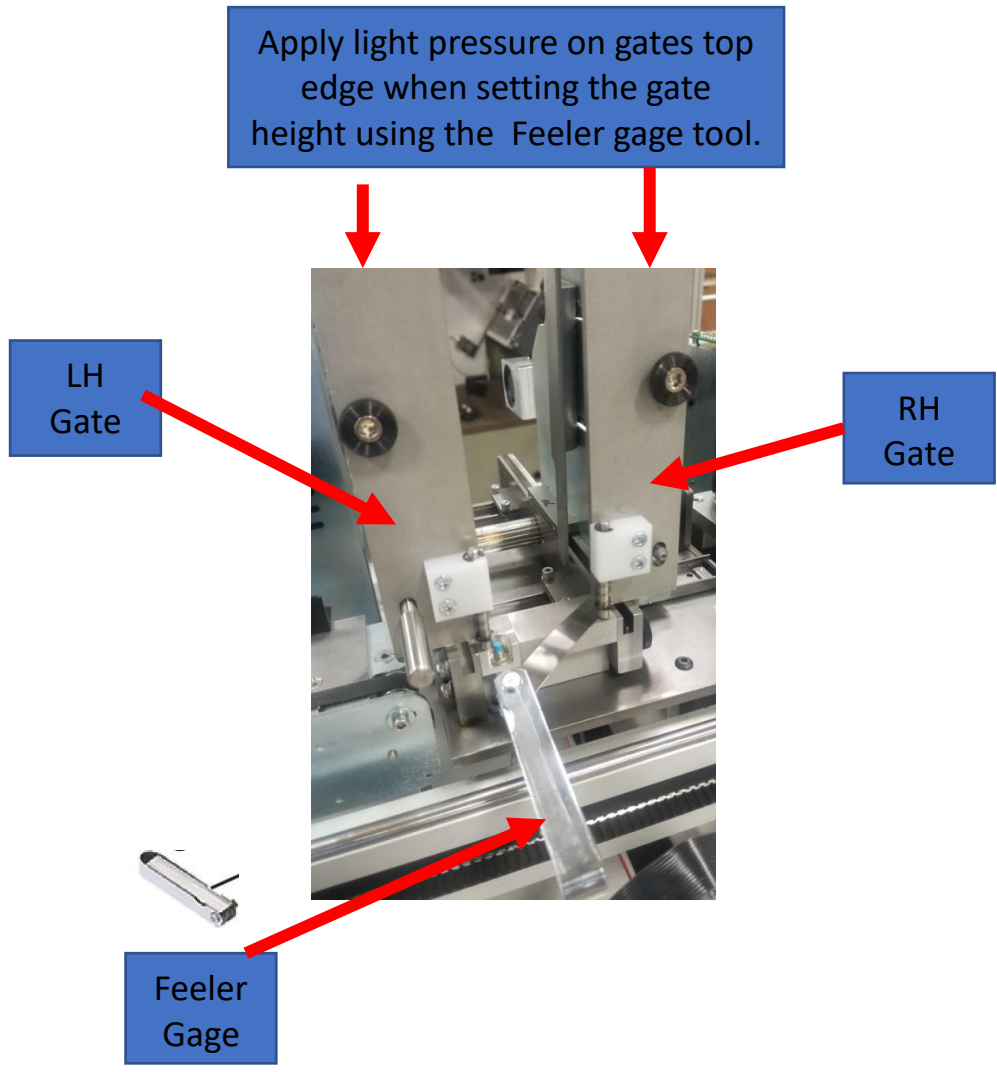 Apply light pressure on gates top
edge when setting the gate
height using the  Feeler gage tool.
LH
Gate
RH
Gate
Feeler
Gage